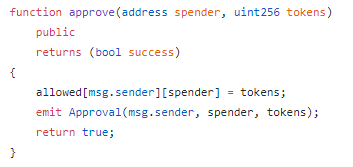 function approve(address spender, uint256 tokens)
    public
    returns (bool success)
{
    allowed[msg.sender][spender] = tokens;
    emit Approval(msg.sender, spender, tokens);
    return true;
}